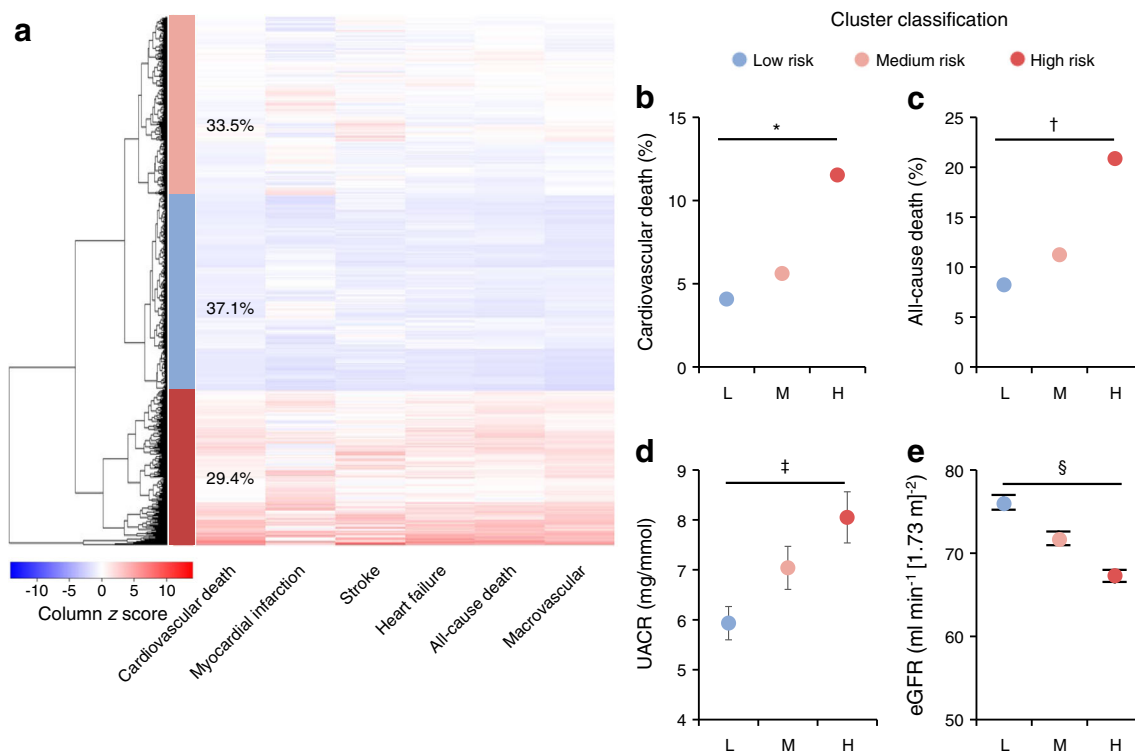 a
33.5%
37.1%
29.4%
-10 -5 0 5 10
Column z score
Cardiovascular death
Myocardial infarction
Stroke
Heart failure
All-cause death
Macrovascular
Cluster classification
Low risk Medium risk High risk
b
Cardiovascular death (%)
15
10
5
0
*
L M H
c
All-cause death (%)
25
20
15
10
5
0
†
L M H
d
UACR (mg/mmol)
9
8
7
6
5
4
‡
L M H
e
eGFR (ml min⁻¹ [1.73 m]⁻²)
80
70
60
50
§
L M H